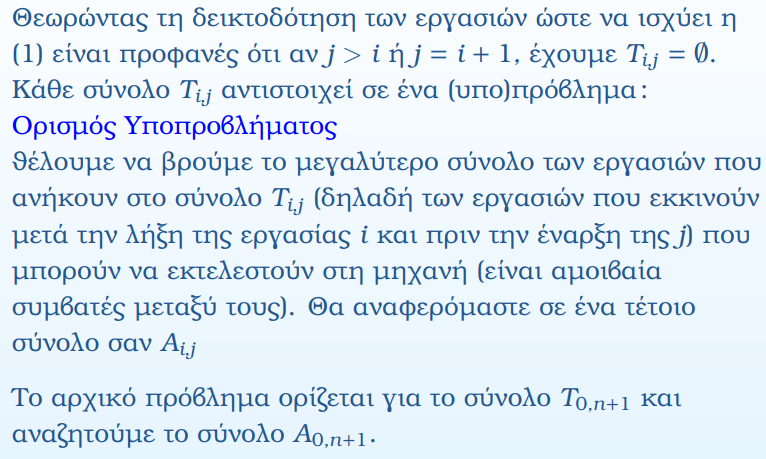 Θεωρώντας τη δεικτοδότηση των εργασιών ώστε να ισχύει η
(1) είναι προφανές ότι αν j > i ή j = i + 1, έχουμε T_{i,j} = ∅.
Κάθε σύνολο T_{i,j} αντιστοιχεί σε ένα (υπο)πρόβλημα:
Ορισμός Υποπροβλήματος
θέλουμε να βρούμε το μεγαλύτερο σύνολο των εργασιών που
ανήκουν στο σύνολο T_{i,j} (δηλαδή των εργασιών που εκκινούν
μετά την λήξη της εργασίας i και πριν την έναρξη της j) που
μπορούν να εκτελεστούν στη μηχανή (είναι αμοιβαία
συμβατές μεταξύ τους). Θα αναφερόμαστε σε ένα τέτοιο
σύνολο σαν A_{i,j}
Το αρχικό πρόβλημα ορίζεται για το σύνολο T_{0,n+1} και
αναζητούμε το σύνολο A_{0,n+1}.